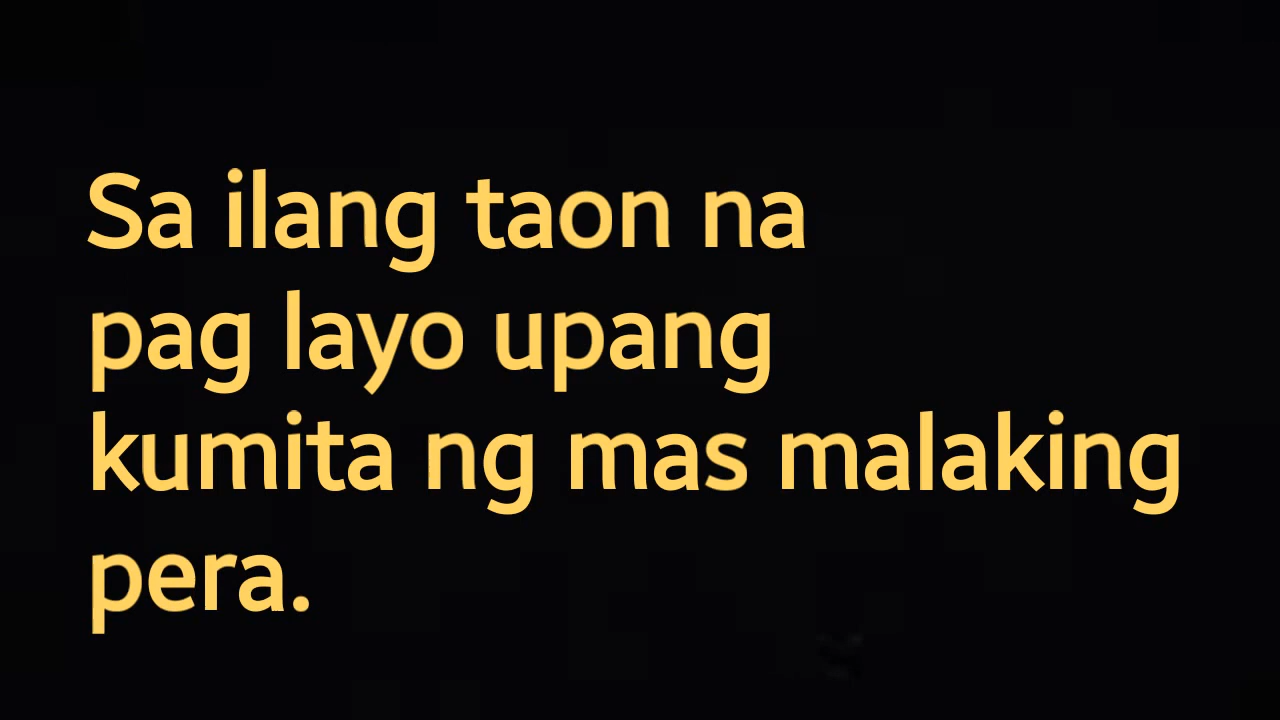 Sa ilang taon na
pag layo upang
kumita ng mas malaking
pera.